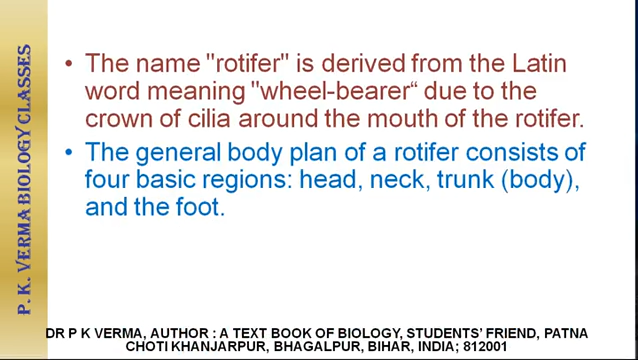 P. K. VERMA BIOLOGY CLASSES
• The name "rotifer" is derived from the Latin
word meaning "wheel-bearer“ due to the
crown of cilia around the mouth of the rotifer.
• The general body plan of a rotifer consists of
four basic regions: head, neck, trunk (body),
and the foot.
DR P K VERMA, AUTHOR : A TEXT BOOK OF BIOLOGY, STUDENTS’ FRIEND, PATNA
CHOTI KHANJARPUR, BHAGALPUR, BIHAR, INDIA; 812001